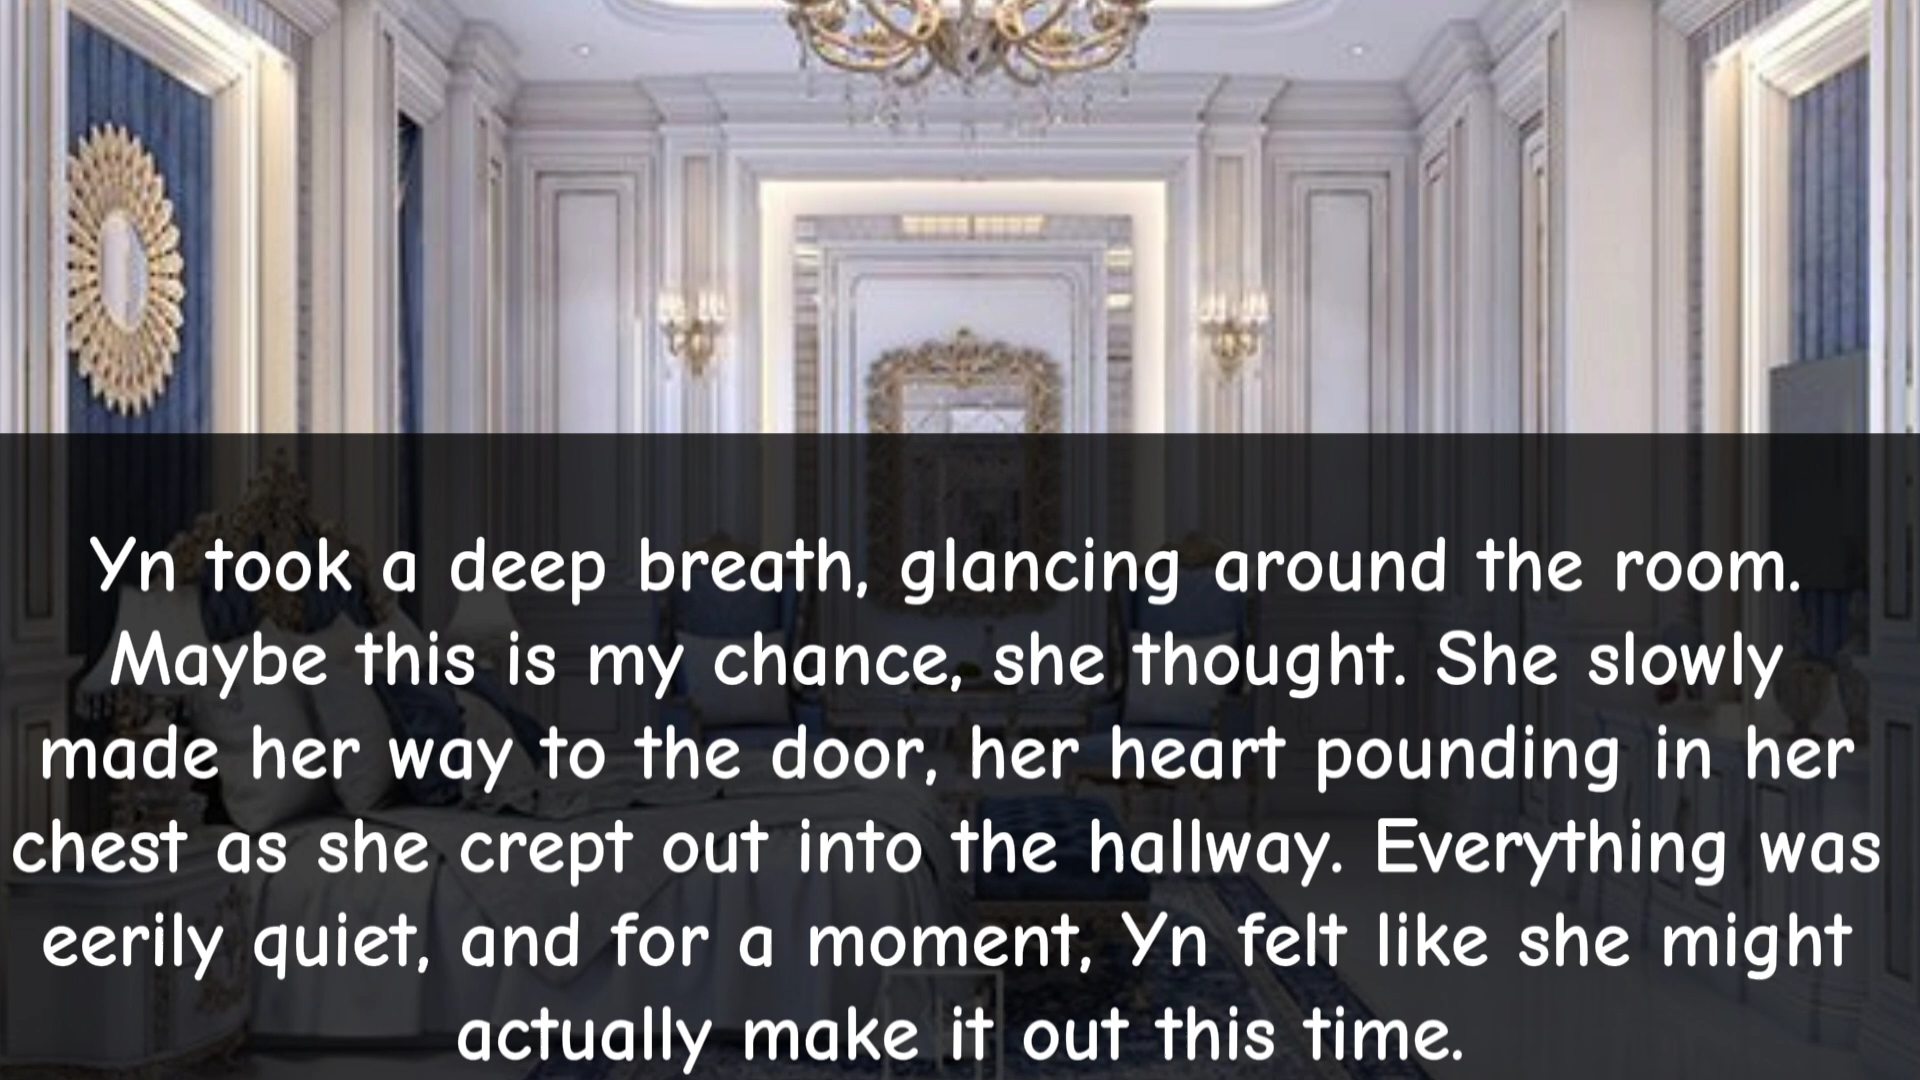 Yn took a deep breath, glancing around the room.
Maybe this is my chance, she thought. She slowly
made her way to the door, her heart pounding in her
chest as she crept out into the hallway. Everything was
eerily quiet, and for a moment, Yn felt like she might
actually make it out this time.